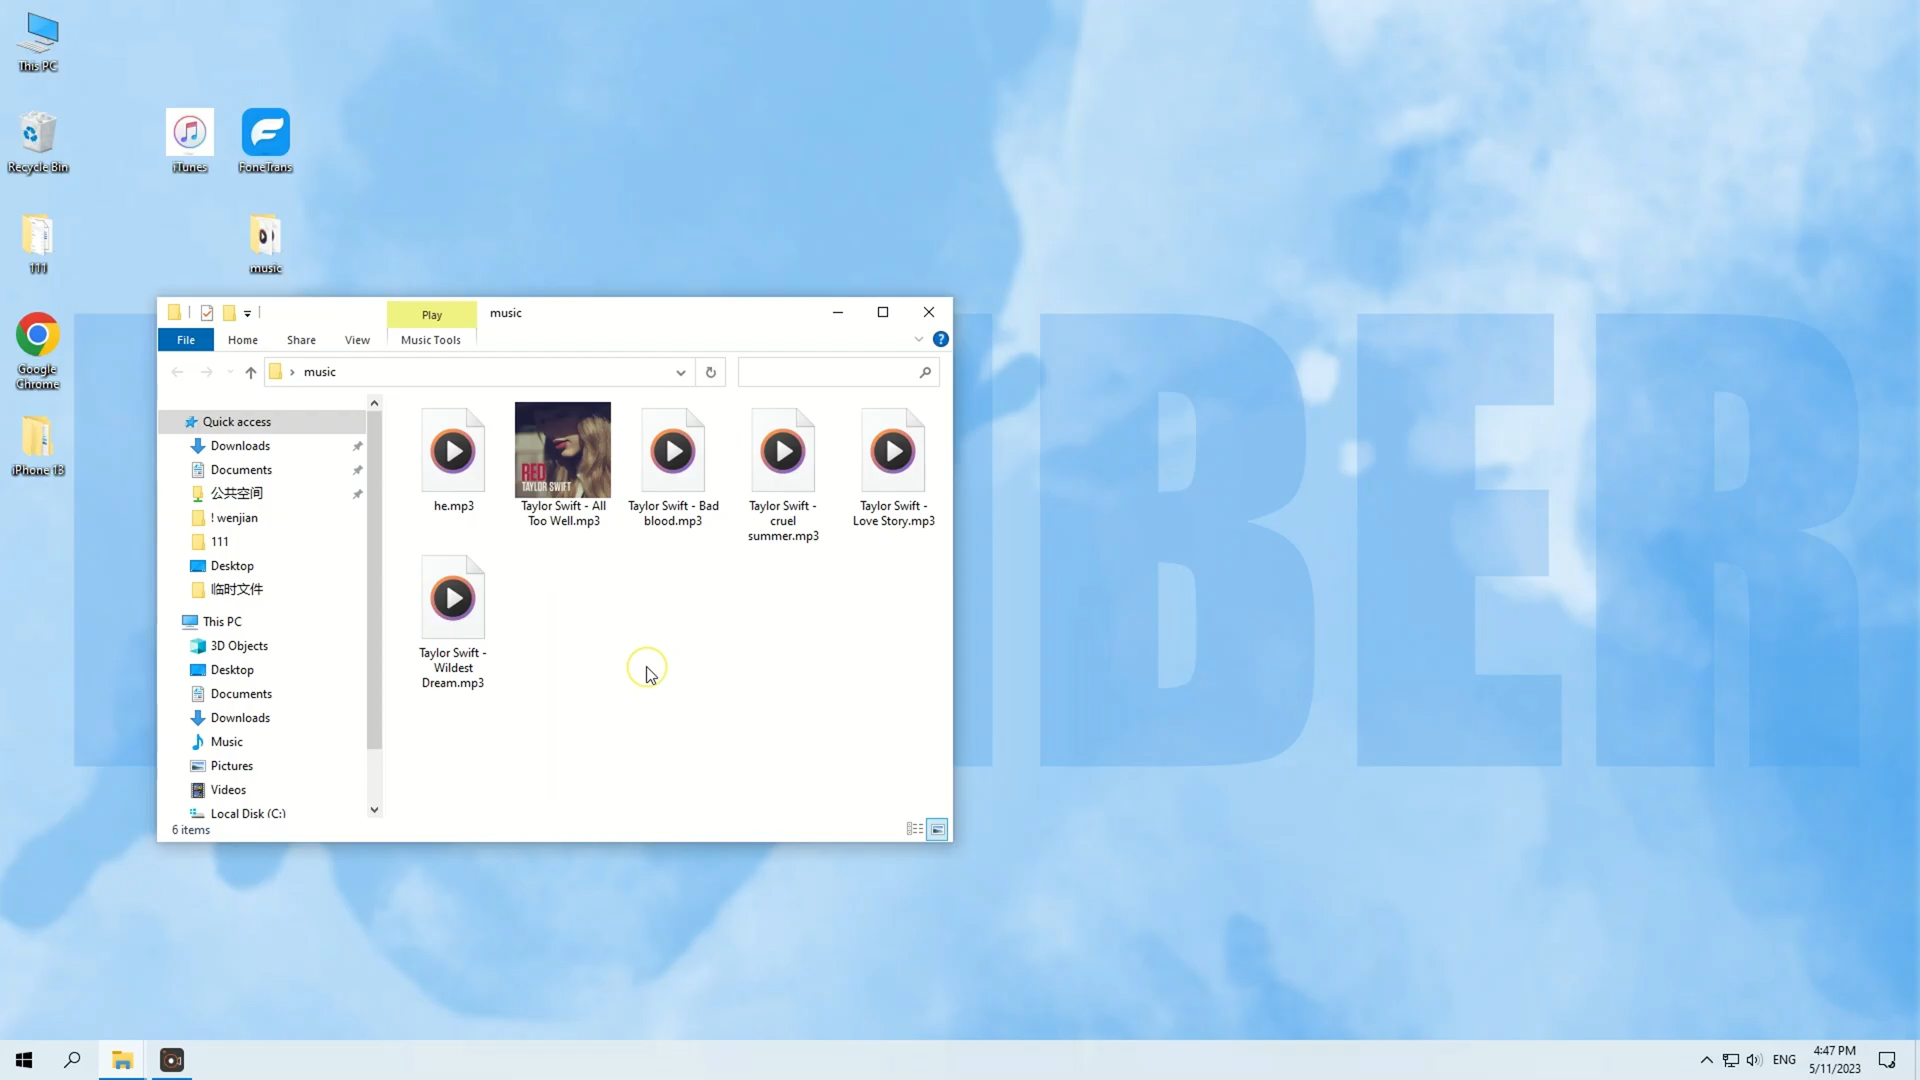 This PC
Recycle Bin
iTunes
FoneTrans
111
music
Google
Chrome
iPhone 13
Play
music
File
Home
Share
View
Music Tools
music
Quick access
Downloads
Documents
公共空间
! wenjian
111
Desktop
临时文件
This PC
3D Objects
Desktop
Documents
Downloads
Music
Pictures
Videos
Local Disk (C:)
he.mp3
RED
TAYLOR SWIFT
Taylor Swift - All
Too Well.mp3
Taylor Swift - Bad
blood.mp3
Taylor Swift -
cruel
summer.mp3
Taylor Swift -
Love Story.mp3
Taylor Swift -
Wildest
Dream.mp3
6 items
BER
ENG
4:47 PM
5/11/2023